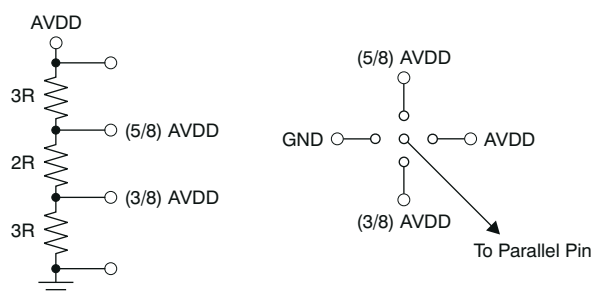 AVDD
3R
(5/8) AVDD
2R
(3/8) AVDD
3R
(5/8) AVDD
GND
AVDD
(3/8) AVDD
To Parallel Pin